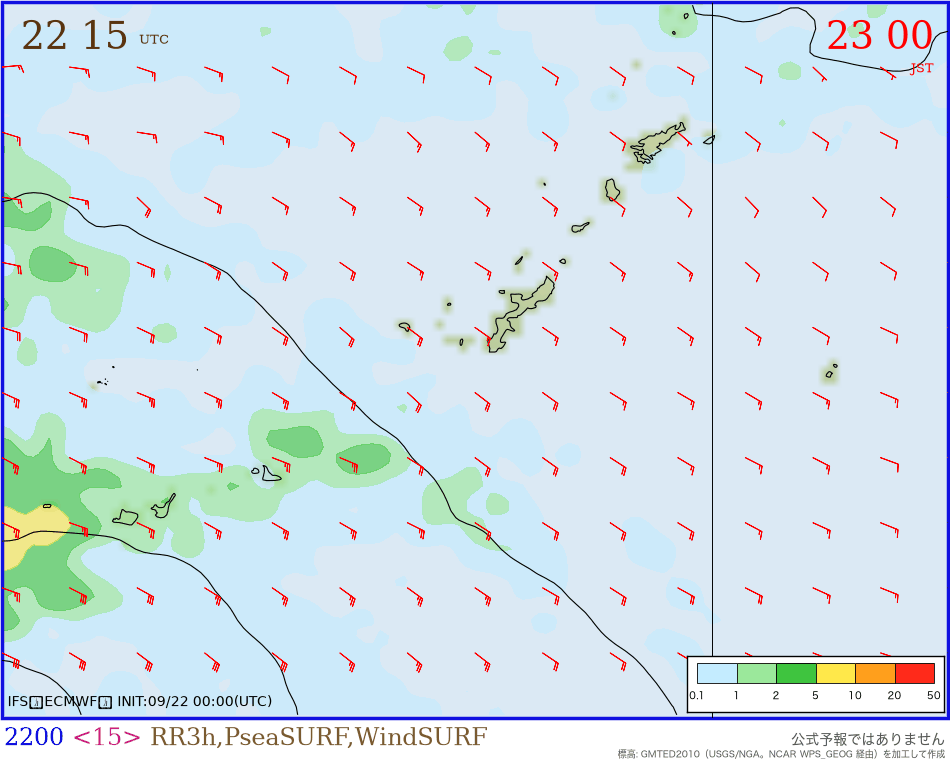 22 15 UTC
23 00
JST
IFS ECMWF INIT:09/22 00:00(UTC)
0.1 1 2 5 10 20 50
2200 <15> RR3h,PseaSURF,WindSURF
公式予報ではありません
標高: GMTED2010（USGS/NGA。NCAR WPS_GEOG 経由）を加工して作成